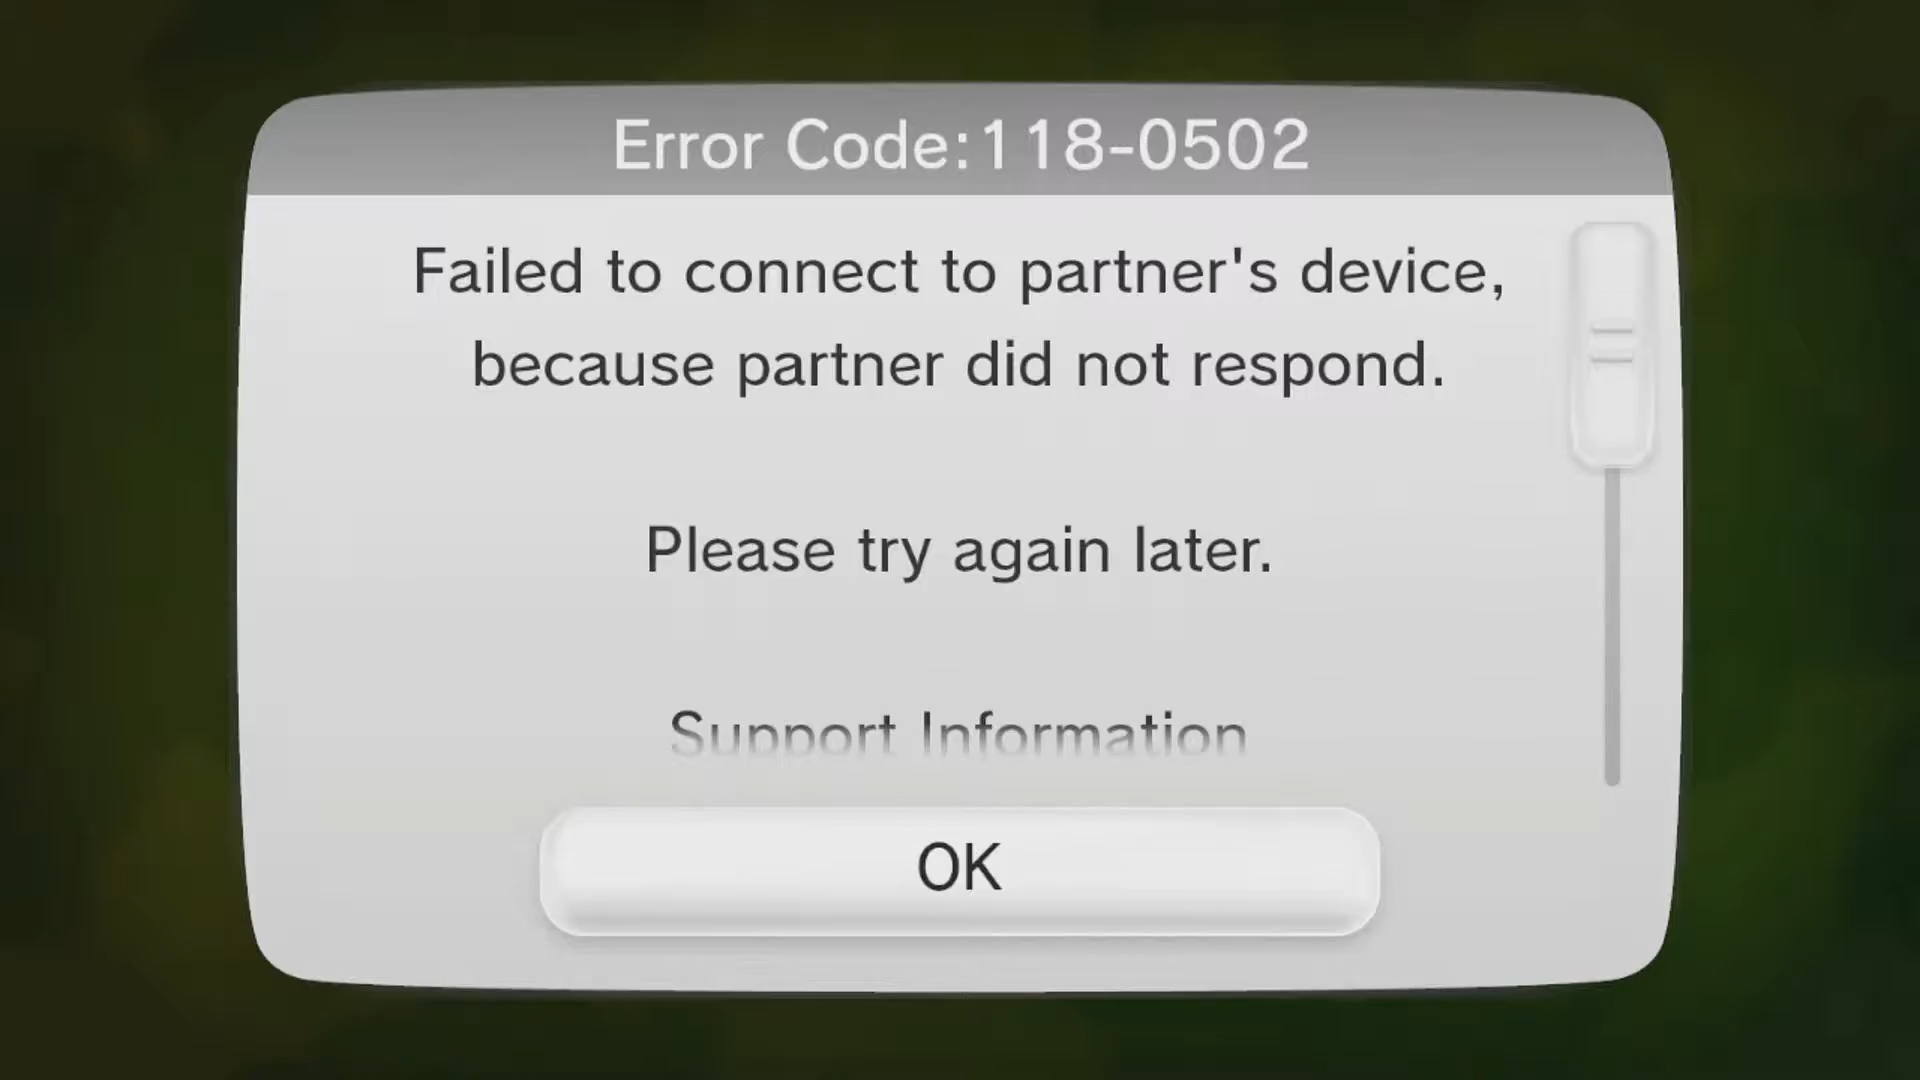 Error Code:118-0502
Failed to connect to partner's device,
because partner did not respond.
Please try again later.
Support Information
OK